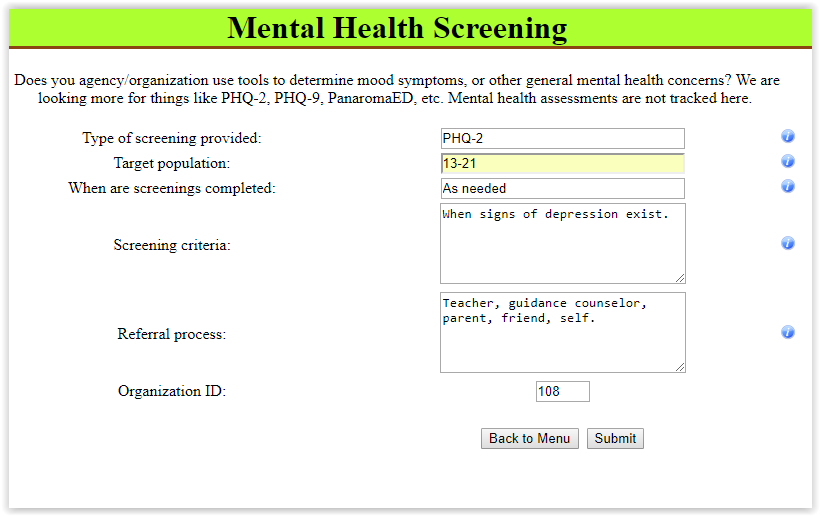 Mental Health Screening
Does you agency/organization use tools to determine mood symptoms, or other general mental health concerns? We are
looking more for things like PHQ-2, PHQ-9, PanaromaED, etc. Mental health assessments are not tracked here.
Type of screening provided: PHQ-2
Target population: 13-21
When are screenings completed: As needed
Screening criteria: When signs of depression exist.
Referral process: Teacher, guidance counselor,
parent, friend, self.
Organization ID: 108
Back to Menu Submit